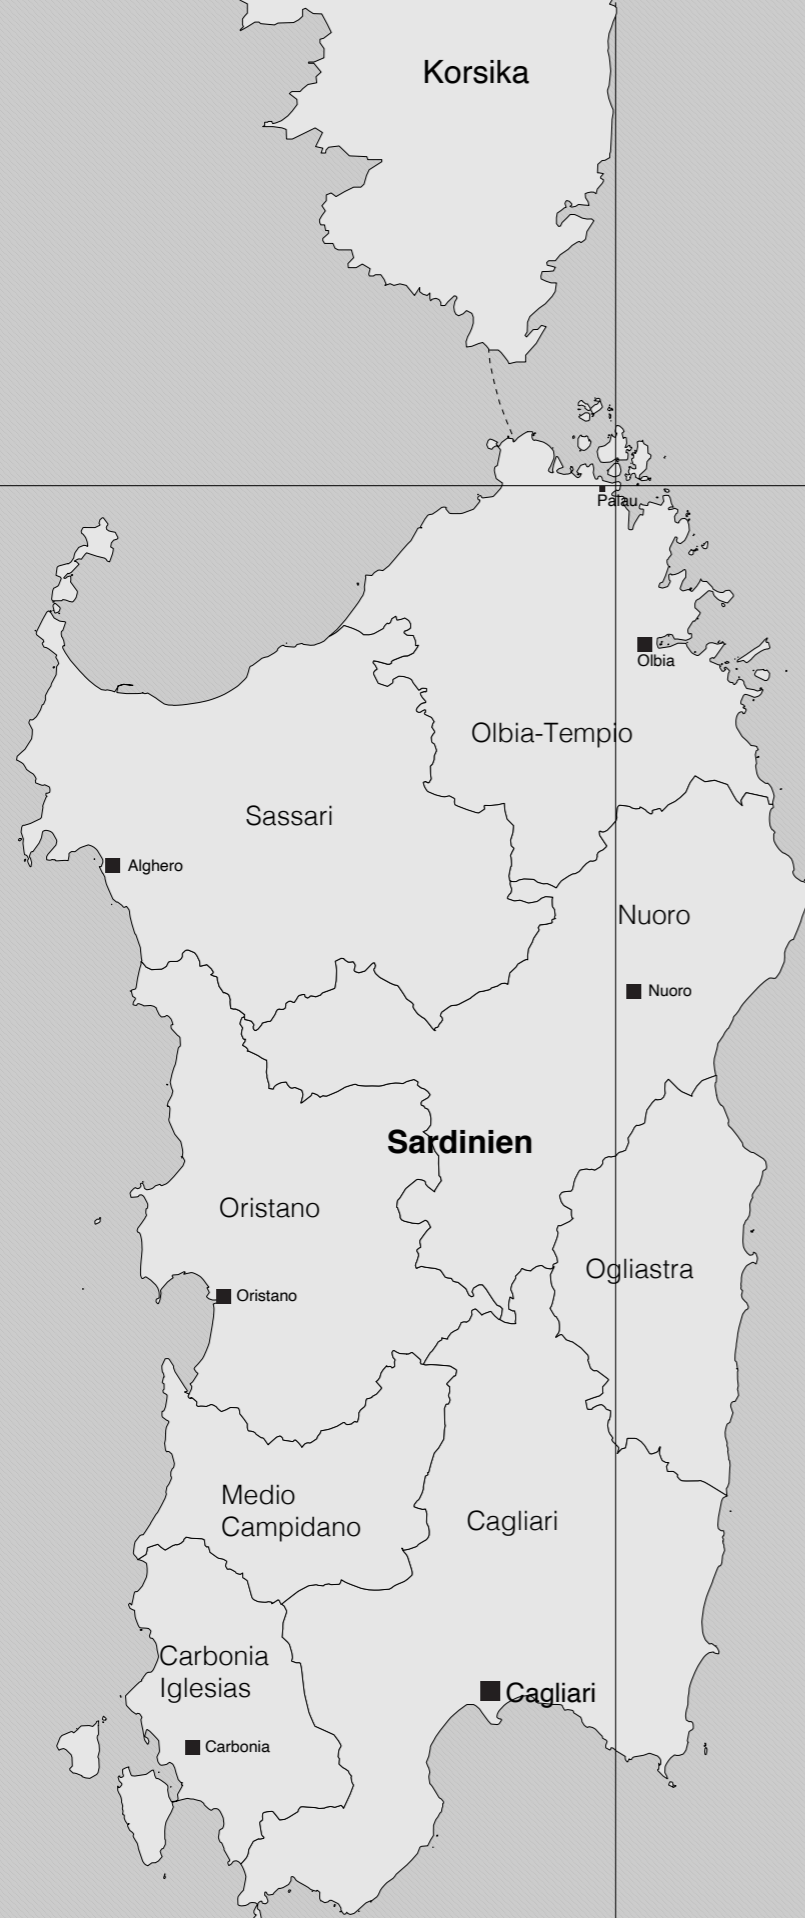 Korsika
Palau
Olbia
Olbia-Tempio
Sassari
Alghero
Nuoro
Nuoro
Sardinien
Oristano
Ogliastra
Oristano
Medio
Campidano
Cagliari
Carbonia
Iglesias
Cagliari
Carbonia